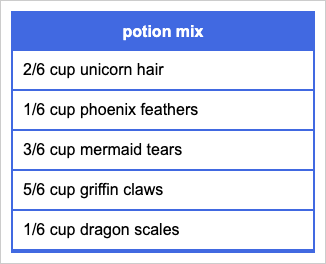 potion mix
2/6 cup unicorn hair
1/6 cup phoenix feathers
3/6 cup mermaid tears
5/6 cup griffin claws
1/6 cup dragon scales